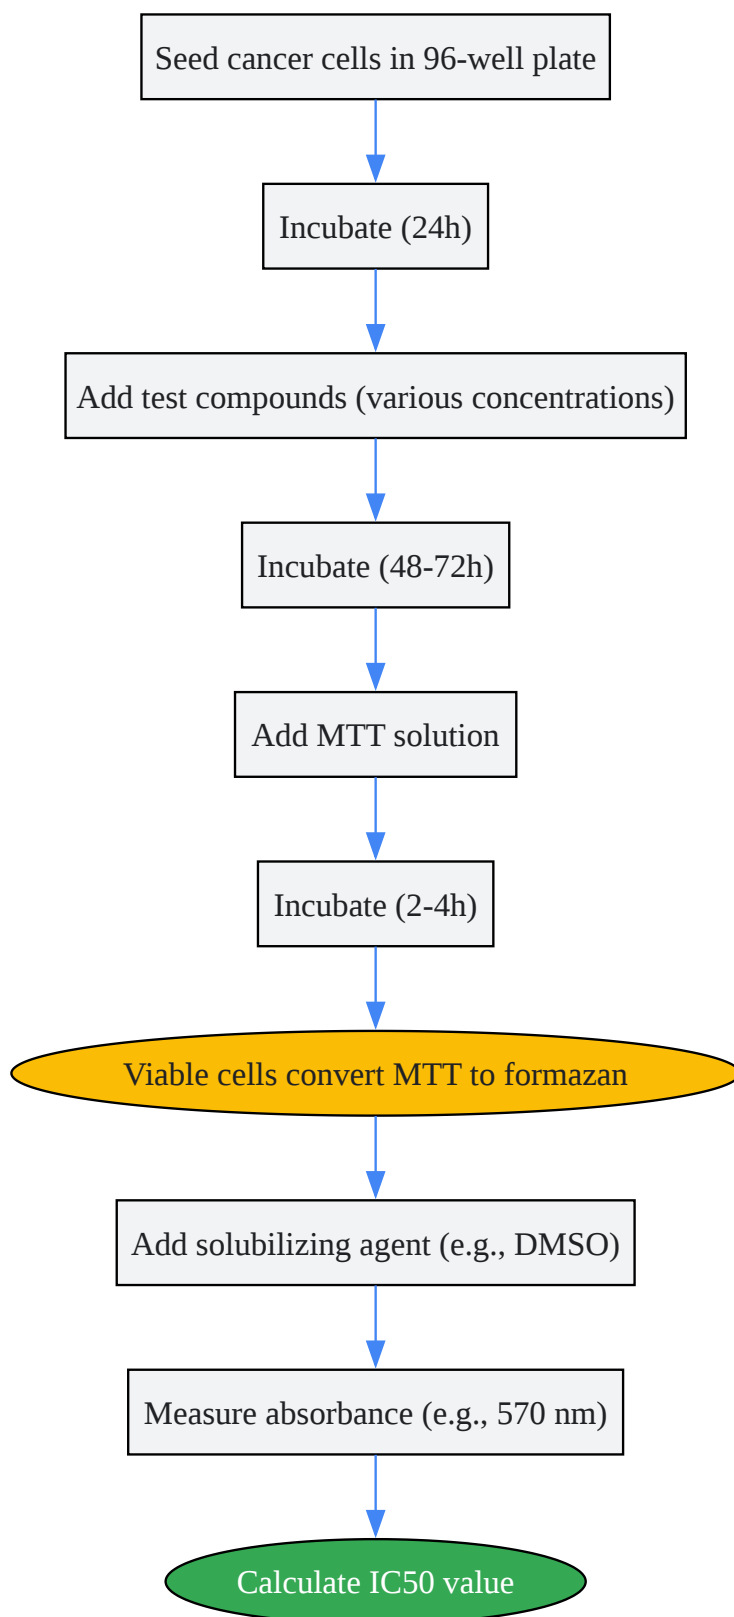 Seed cancer cells in 96-well plate
Incubate (24h)
Add test compounds (various concentrations)
Incubate (48-72h)
Add MTT solution
Incubate (2-4h)
Viable cells convert MTT to formazan
Add solubilizing agent (e.g., DMSO)
Measure absorbance (e.g., 570 nm)
Calculate IC50 value